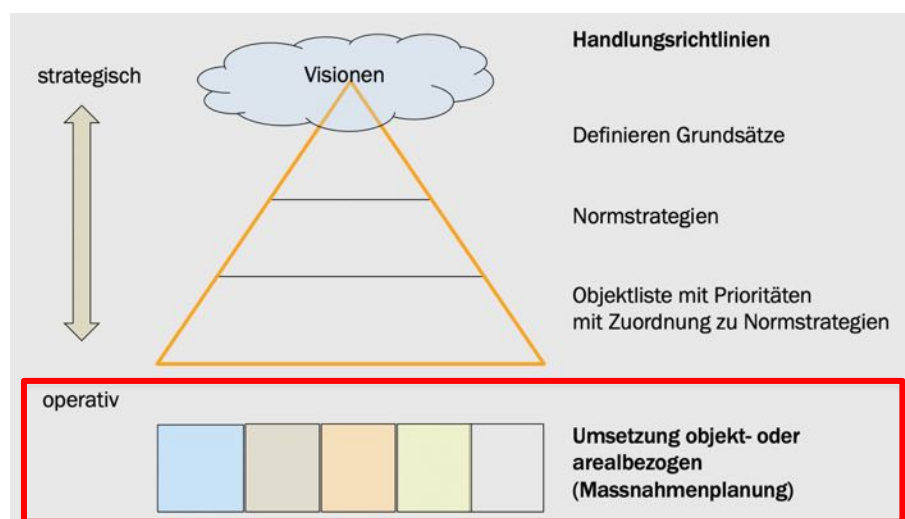 Handlungsrichtlinien
strategisch
Visionen
Definieren Grundsätze
Normstrategien
Objektliste mit Prioritäten
mit Zuordnung zu Normstrategien
operativ
Umsetzung objekt- oder
arealbezogen
(Massnahmenplanung)